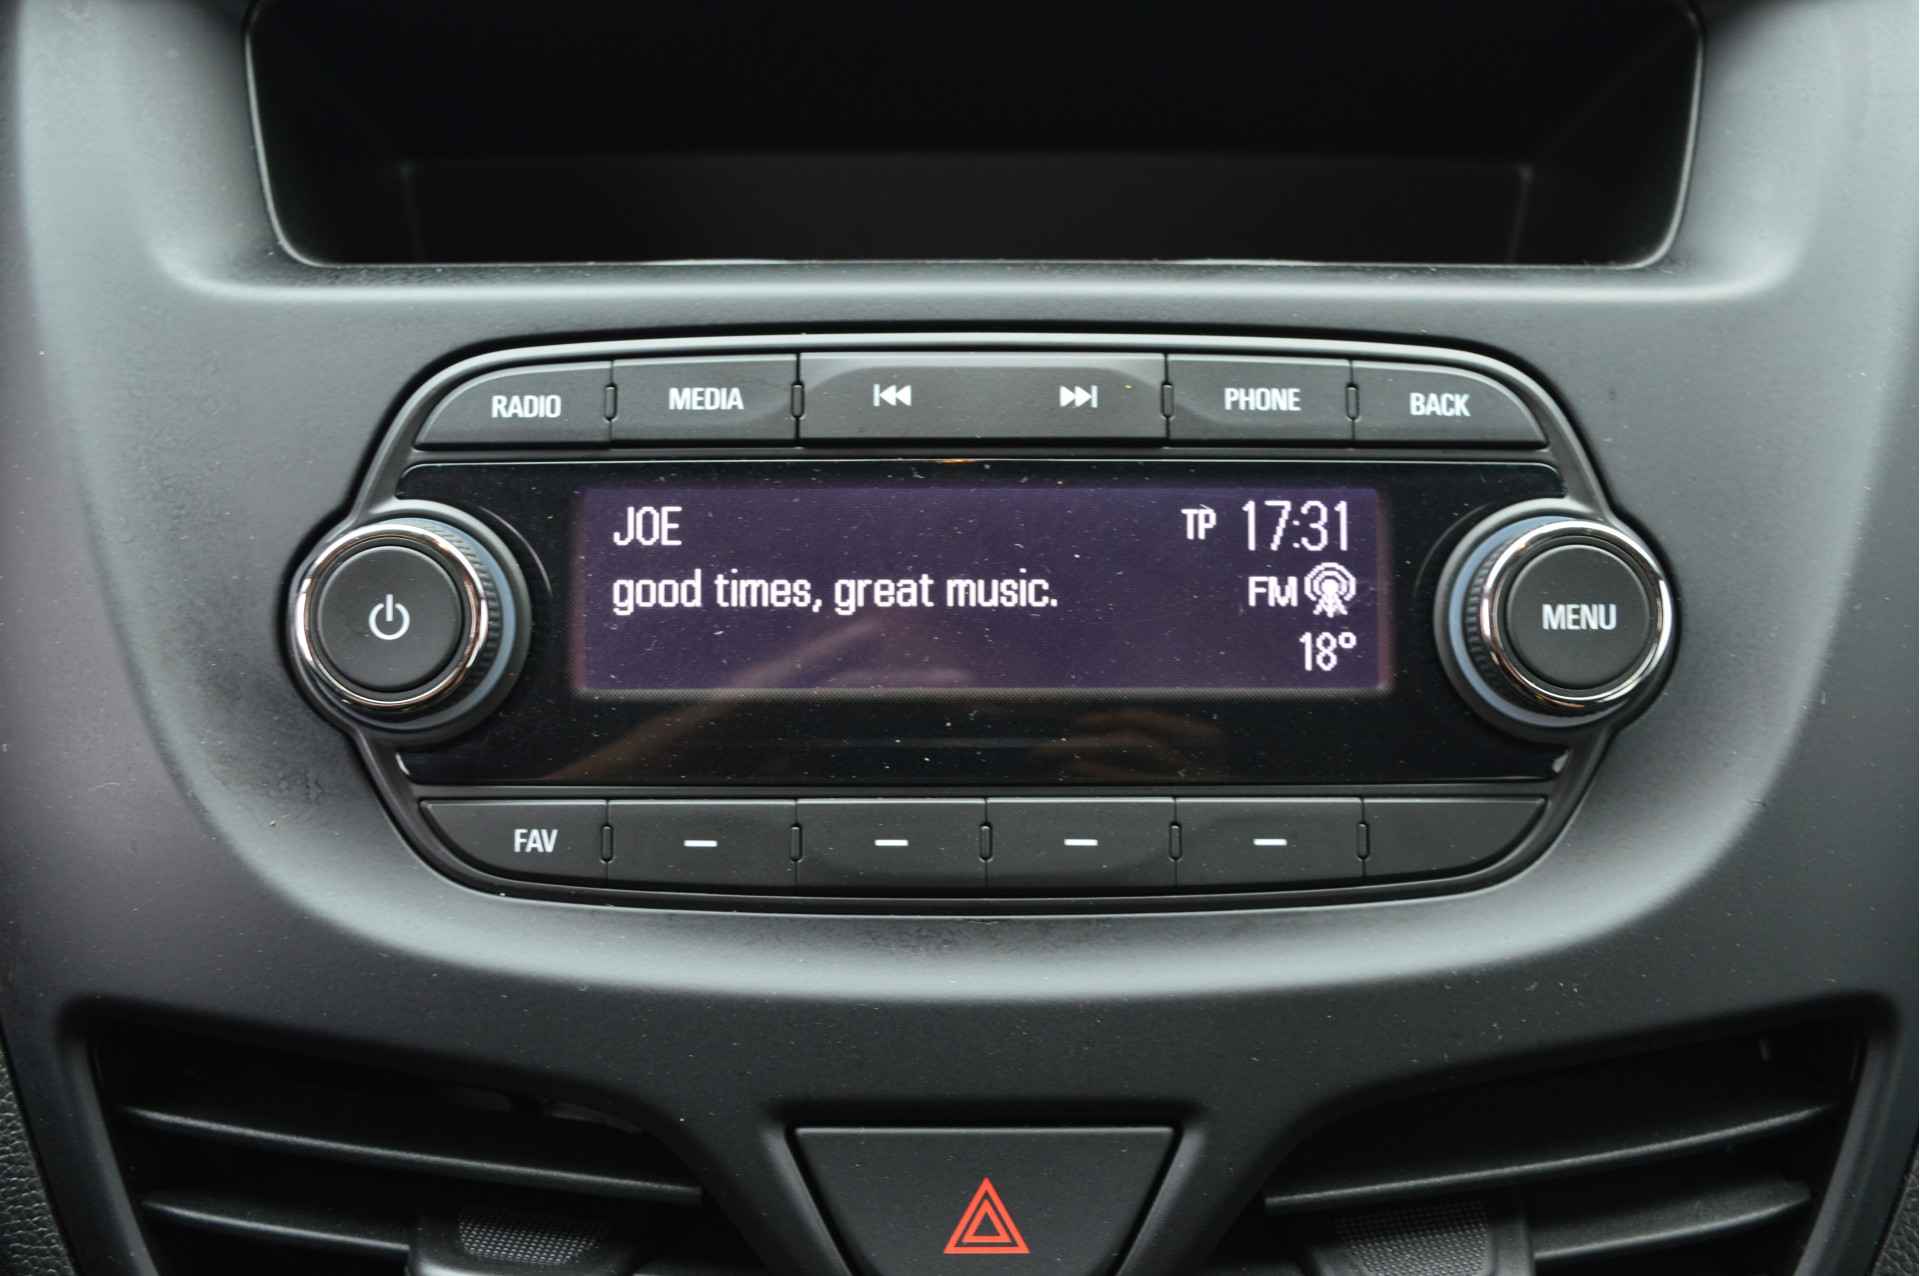 RADIO MEDIA PHONE BACK
JOE TP 17:31
good times, great music. FM
18°
MENU
FAV